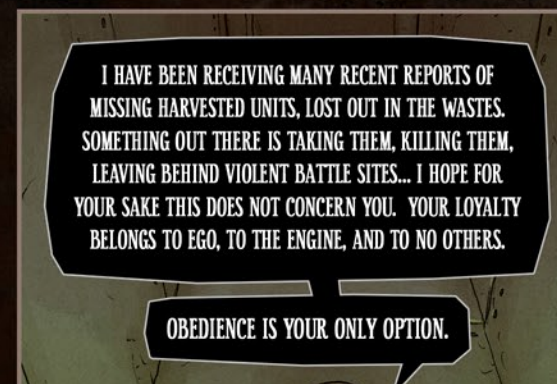 I HAVE BEEN RECEIVING MANY RECENT REPORTS OF
MISSING HARVESTED UNITS, LOST OUT IN THE WASTES.
SOMETHING OUT THERE IS TAKING THEM, KILLING THEM,
LEAVING BEHIND VIOLENT BATTLE SITES... I HOPE FOR
YOUR SAKE THIS DOES NOT CONCERN YOU. YOUR LOYALTY
BELONGS TO EGO, TO THE ENGINE, AND TO NO OTHERS.
OBEDIENCE IS YOUR ONLY OPTION.